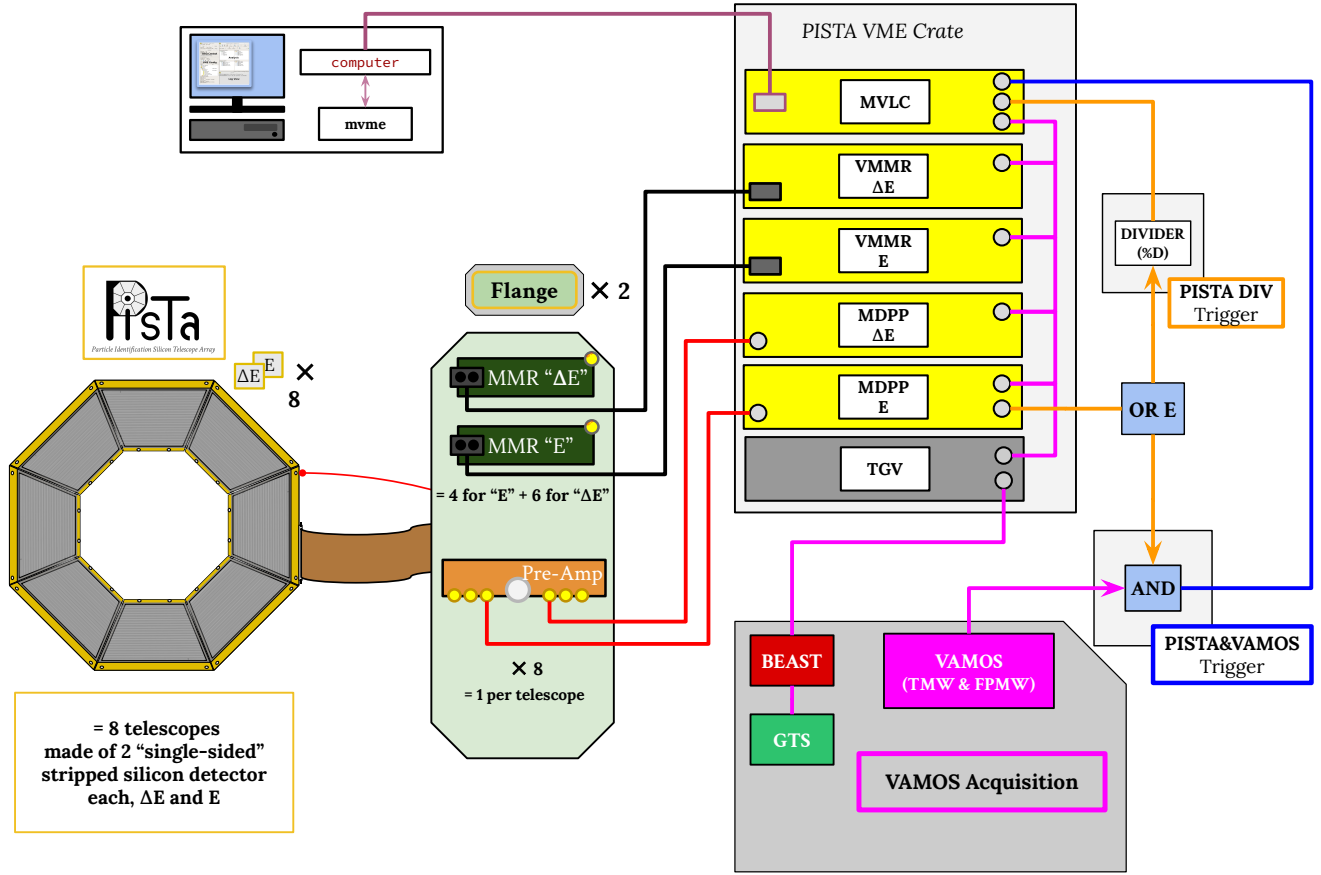 PISTA VME Crate
computer
mvme
MVLC
VMMR
ΔE
VMMR
E
DIVIDER
(%D)
PISTA DIV
Trigger
PISTA
Particle Identification Silicon Telescope Array
ΔE
E
×
8
Flange × 2
MDPP
ΔE
MMR “ΔE”
MDPP
E
OR E
MMR “E”
= 4 for “E” + 6 for “ΔE”
TGV
Pre-Amp
AND
× 8
= 1 per telescope
PISTA&VAMOS
Trigger
BEAST
VAMOS
(TMW & FPMW)
GTS
VAMOS Acquisition
= 8 telescopes
made of 2 “single-sided”
stripped silicon detector
each, ΔE and E